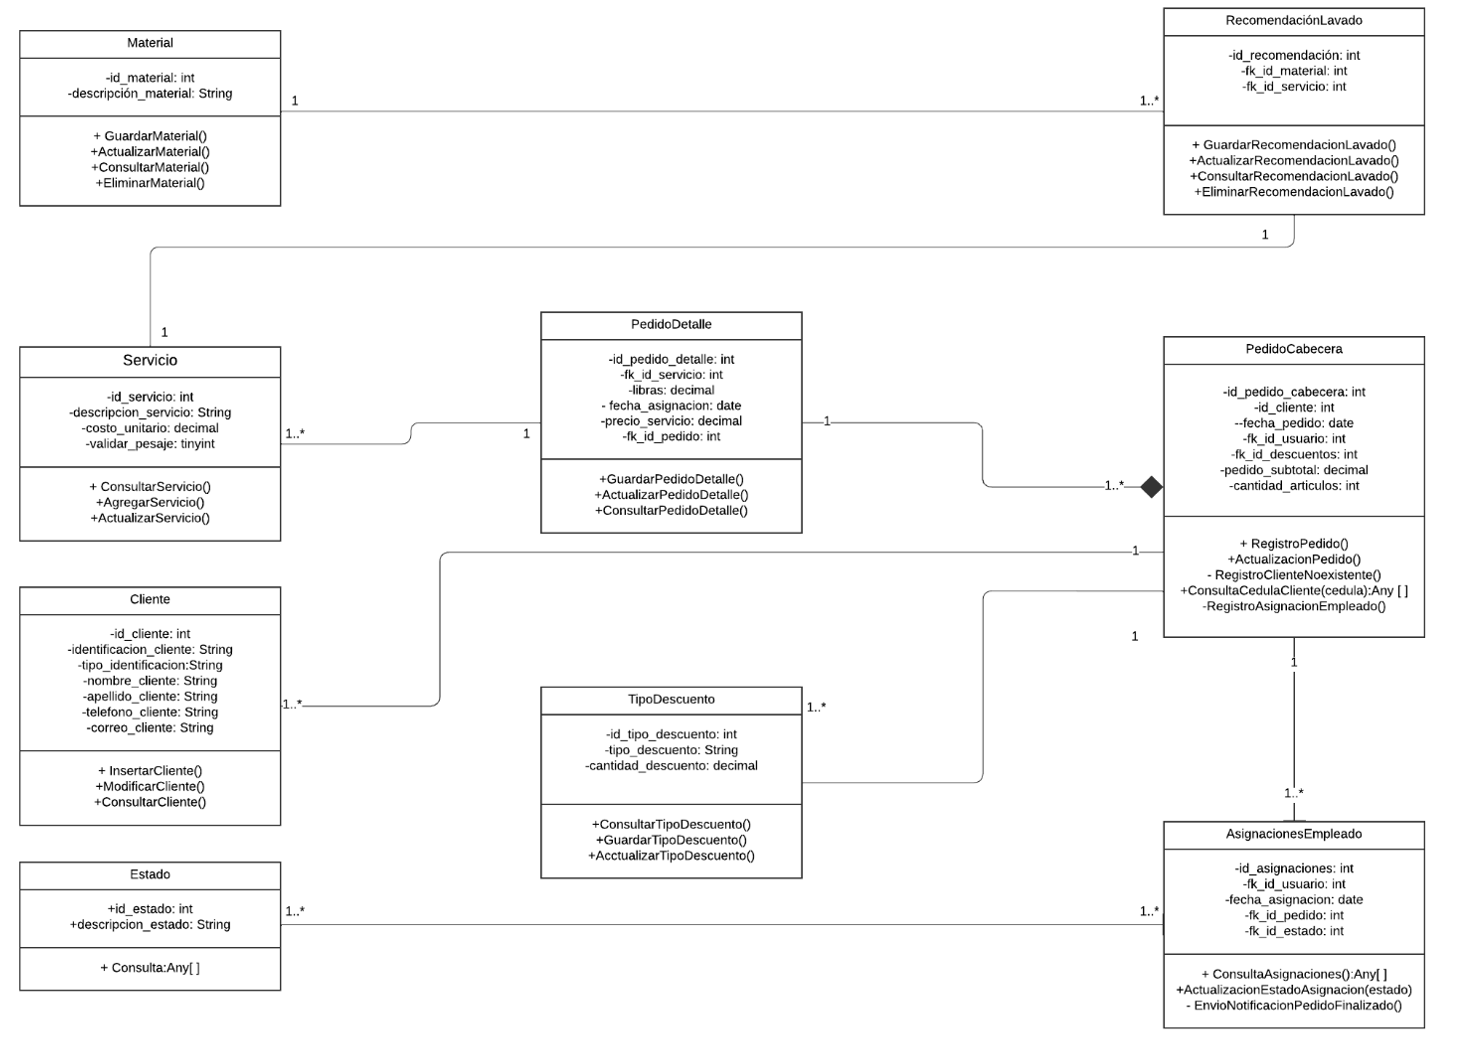 Material
-id_material: int
-descripción_material: String
+ GuardarMaterial()
+ActualizarMaterial()
+ConsultarMaterial()
+EliminarMaterial()
1
1..*
RecomendaciónLavado
-id_recomendación: int
-fk_id_material: int
-fk_id_servicio: int
+ GuardarRecomendacionLavado()
+ActualizarRecomendacionLavado()
+ConsultarRecomendacionLavado()
+EliminarRecomendacionLavado()
1
1
Servicio
-id_servicio: int
-descripcion_servicio: String
-costo_unitario: decimal
-validar_pesaje: tinyint
+ ConsultarServicio()
+AgregarServicio()
+ActualizarServicio()
1..*
1
PedidoDetalle
-id_pedido_detalle: int
-fk_id_servicio: int
-libras: decimal
- fecha_asignacion: date
-precio_servicio: decimal
-fk_id_pedido: int
+GuardarPedidoDetalle()
+ActualizarPedidoDetalle()
+ConsultarPedidoDetalle()
1
1..*
PedidoCabecera
-id_pedido_cabecera: int
-id_cliente: int
--fecha_pedido: date
-fk_id_usuario: int
-fk_id_descuentos: int
-pedido_subtotal: decimal
-cantidad_articulos: int
+ RegistroPedido()
+ActualizacionPedido()
- RegistroClienteNoexistente()
+ConsultaCedulaCliente(cedula):Any [ ]
-RegistroAsignacionEmpleado()
1
1
1
Cliente
-id_cliente: int
-identificacion_cliente: String
-tipo_identificacion:String
-nombre_cliente: String
-apellido_cliente: String
-telefono_cliente: String
-correo_cliente: String
+ InsertarCliente()
+ModificarCliente()
+ConsultarCliente()
1..*
TipoDescuento
-id_tipo_descuento: int
-tipo_descuento: String
-cantidad_descuento: decimal
+ConsultarTipoDescuento()
+GuardarTipoDescuento()
+AcctualizarTipoDescuento()
1..*
1..*
Estado
+id_estado: int
+descripcion_estado: String
+ Consulta:Any[ ]
1..*
1..*
AsignacionesEmpleado
-id_asignaciones: int
-fk_id_usuario: int
-fecha_asignacion: date
-fk_id_pedido: int
-fk_id_estado: int
+ ConsultaAsignaciones():Any[ ]
+ActualizacionEstadoAsignacion(estado)
- EnvioNotificacionPedidoFinalizado()